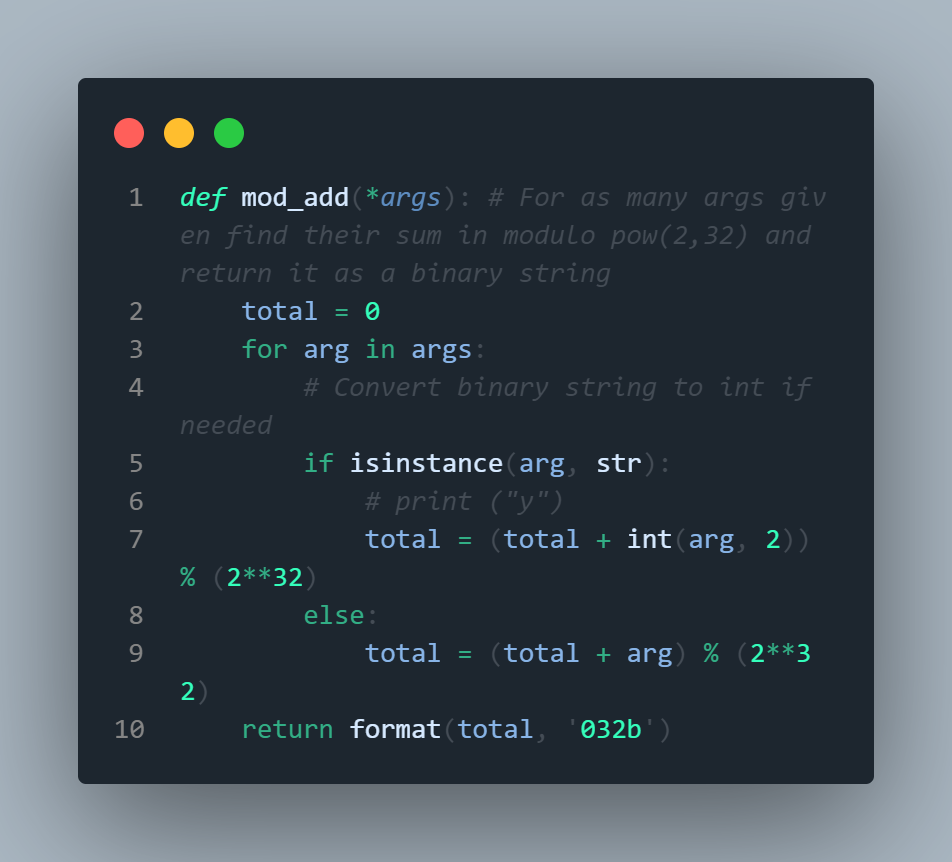 1 def mod_add(*args): # For as many args giv
en find their sum in modulo pow(2,32) and
return it as a binary string
2 total = 0
3 for arg in args:
4 # Convert binary string to int if
needed
5 if isinstance(arg, str):
6 # print ("y")
7 total = (total + int(arg, 2))
% (2**32)
8 else:
9 total = (total + arg) % (2**3
2)
10 return format(total, '032b')